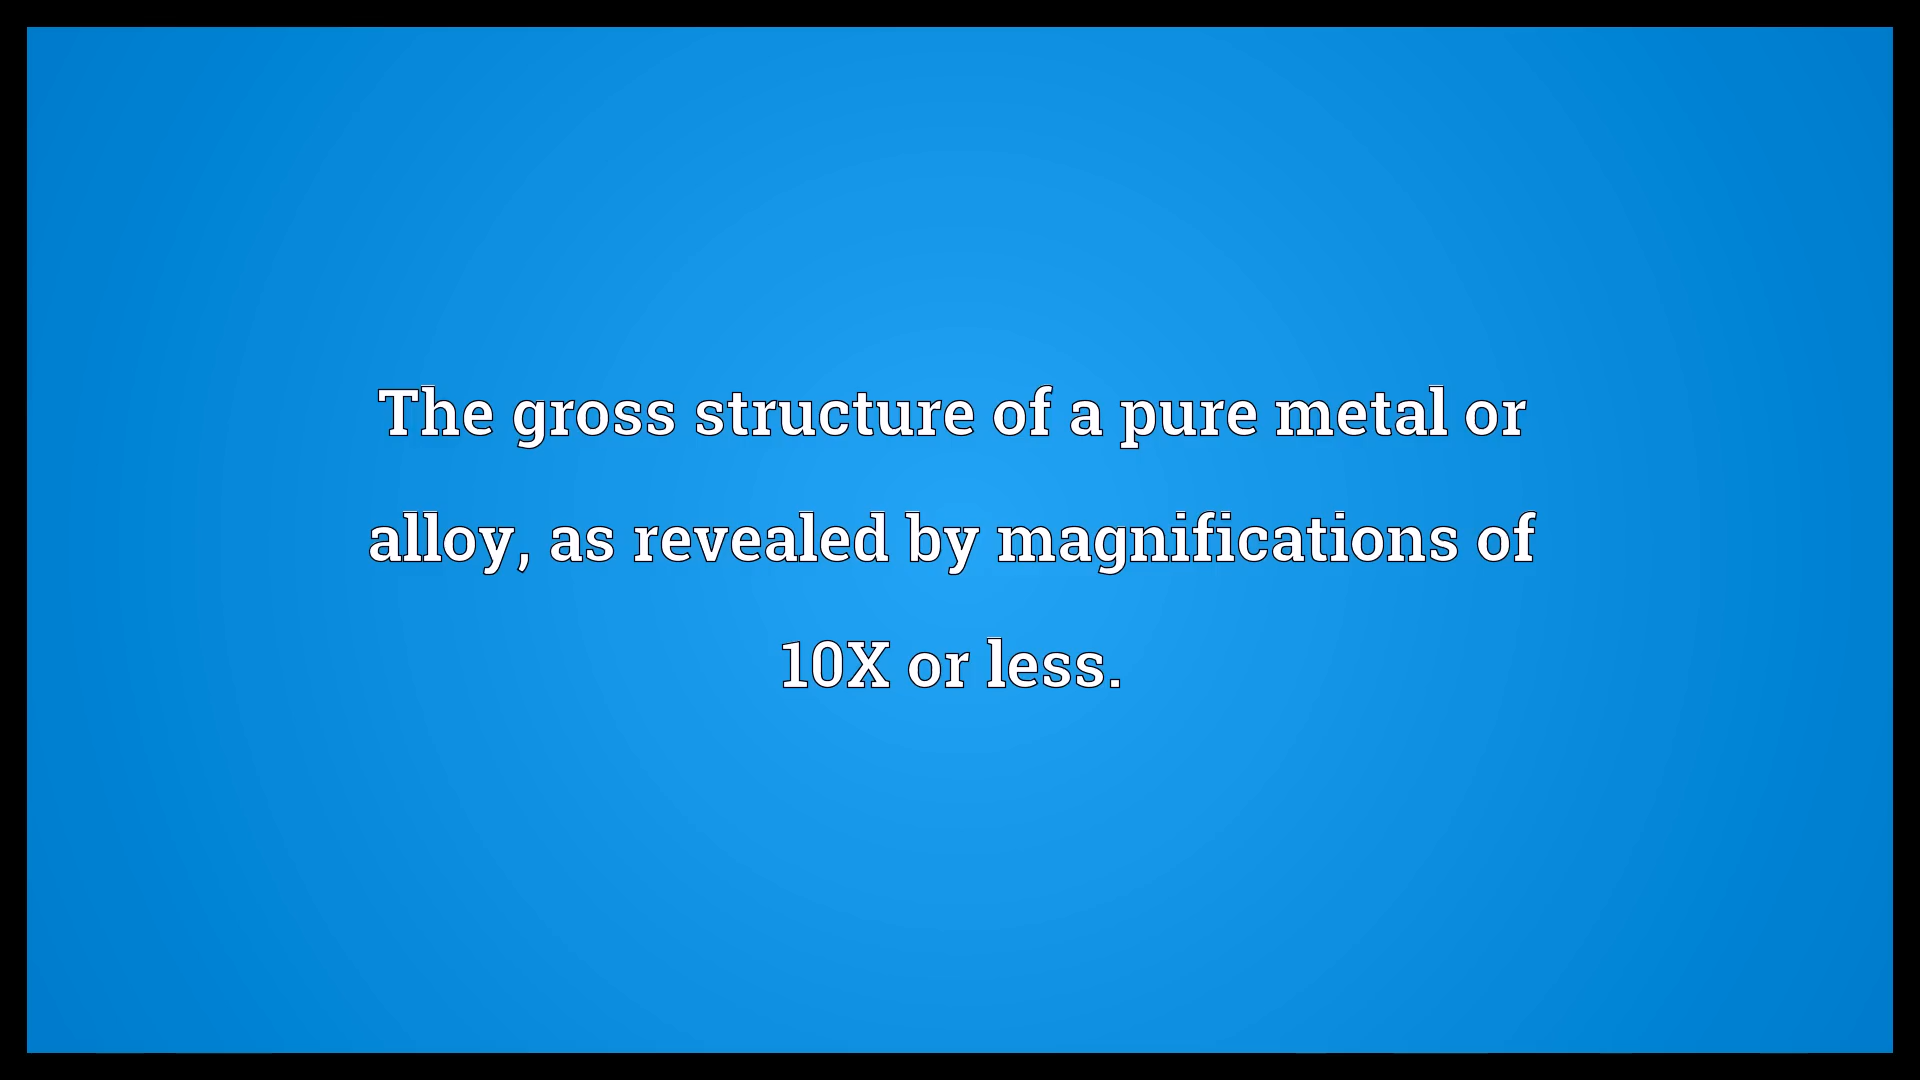 The gross structure of a pure metal or
alloy, as revealed by magnifications of
10X or less.